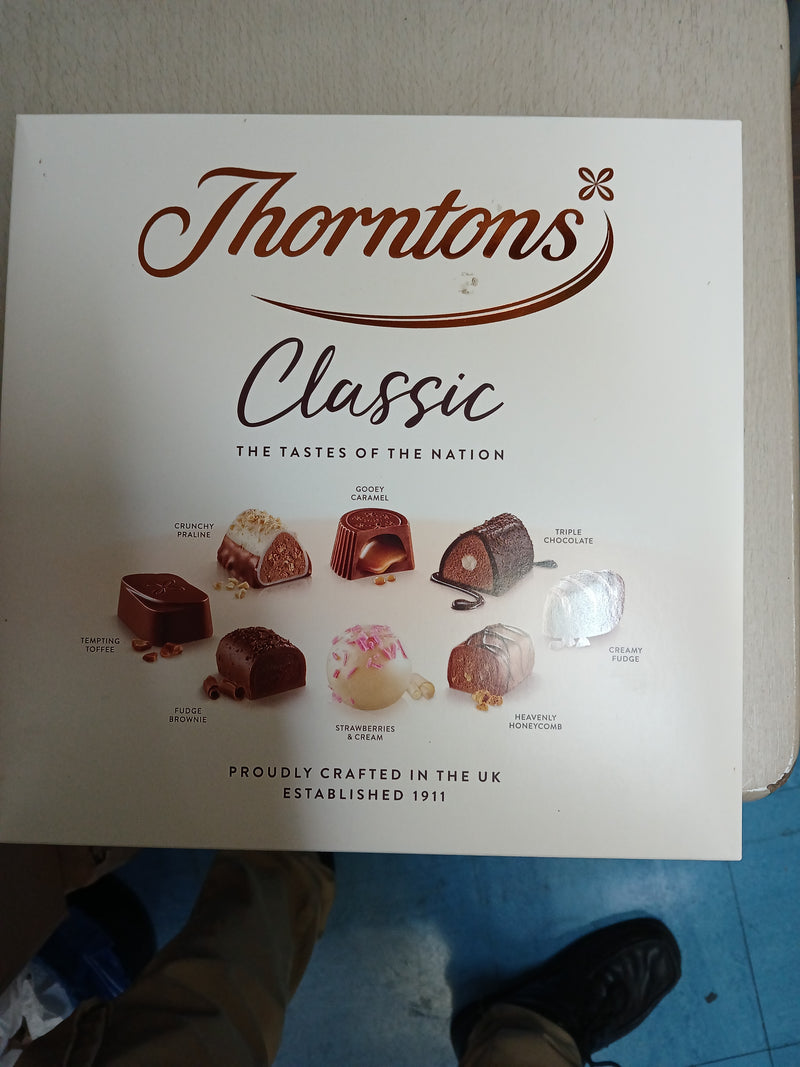 Thorntons
Classic
THE TASTES OF THE NATION
GOOEY
CARAMEL
CRUNCHY
PRALINE
TRIPLE
CHOCOLATE
TEMPTING
TOFFEE
CREAMY
FUDGE
FUDGE
BROWNIE
STRAWBERRIES
& CREAM
HEAVENLY
HONEYCOMB
PROUDLY CRAFTED IN THE UK
ESTABLISHED 1911